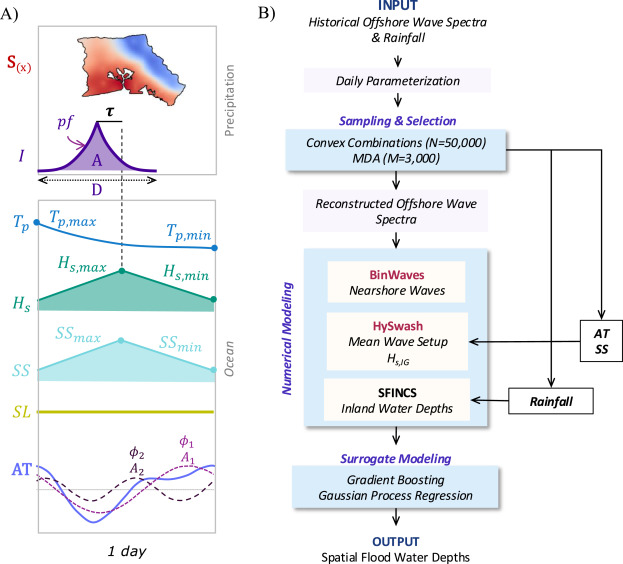 A)
S(x)
τ
pf
I
A
D
Precipitation
Tp
Tp,max
Tp,min
Hs,max
Hs,min
Hs
SSmax
SSmin
SS
Ocean
SL
AT
ϕ2
A2
ϕ1
A1
1 day
B)
INPUT
Historical Offshore Wave Spectra
& Rainfall
Daily Parameterization
Sampling & Selection
Convex Combinations (N=50,000)
MDA (M=3,000)
Reconstructed Offshore Wave
Spectra
Numerical Modeling
BinWaves
Nearshore Waves
HySwash
Mean Wave Setup
Hs,IG
AT
SS
SFINCS
Inland Water Depths
Rainfall
Surrogate Modeling
Gradient Boosting
Gaussian Process Regression
OUTPUT
Spatial Flood Water Depths